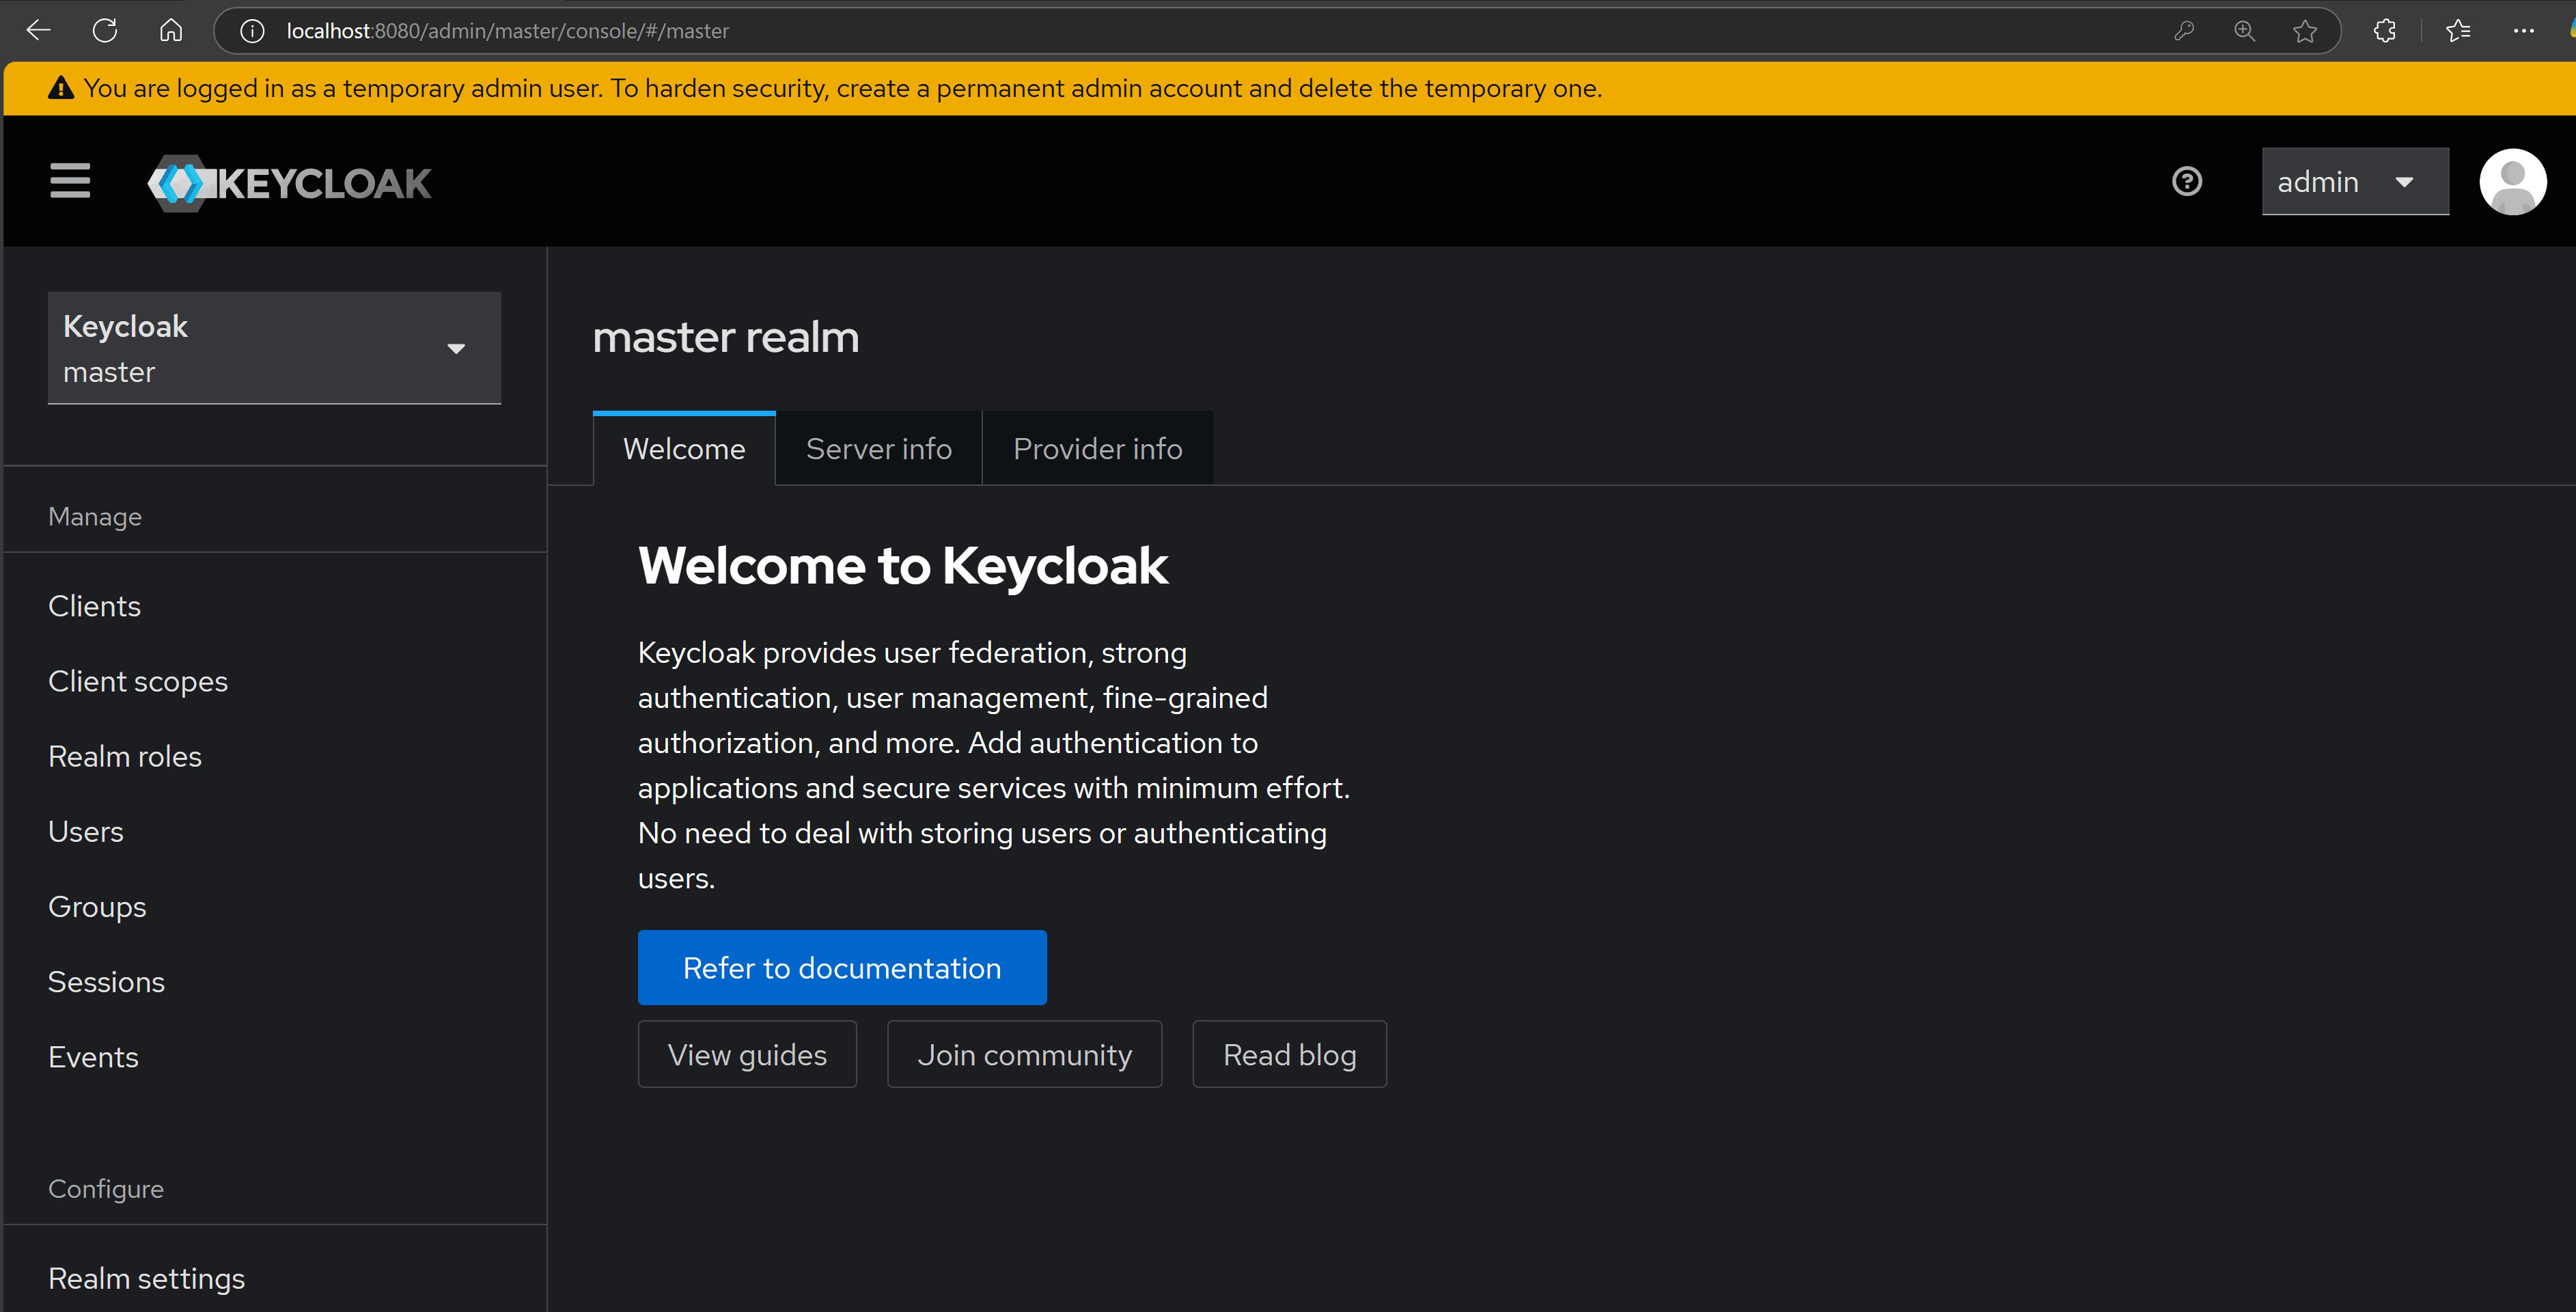 localhost:8080/admin/master/console/#/master
You are logged in as a temporary admin user. To harden security, create a permanent admin account and delete the temporary one.
KEYCLOAK
admin
Keycloak
master
Manage
Clients
Client scopes
Realm roles
Users
Groups
Sessions
Events
Configure
Realm settings
master realm
Welcome
Server info
Provider info
Welcome to Keycloak
Keycloak provides user federation, strong
authentication, user management, fine-grained
authorization, and more. Add authentication to
applications and secure services with minimum effort.
No need to deal with storing users or authenticating
users.
Refer to documentation
View guides
Join community
Read blog